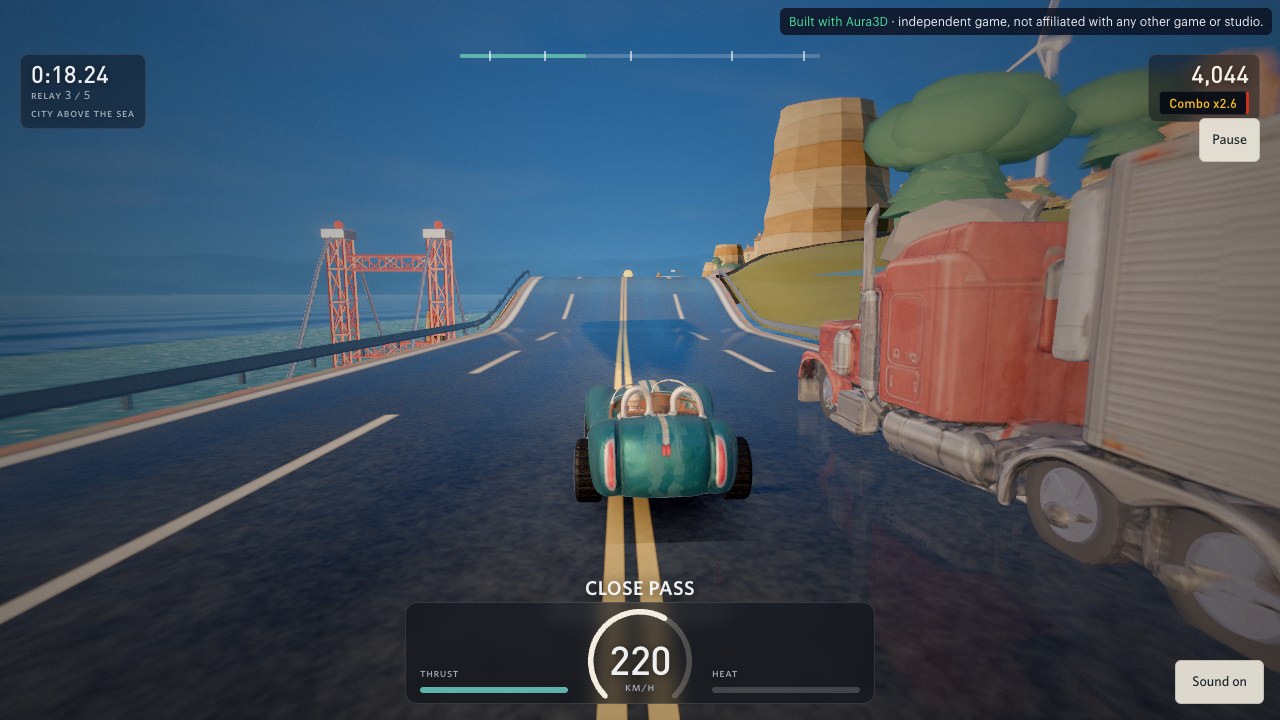 Built with Aura3D · independent game, not affiliated with any other game or studio.
0:18.24
RELAY 3 / 5
CITY ABOVE THE SEA
4,044
Combo x2.6
Pause
CLOSE PASS
THRUST
220
KM/H
HEAT
Sound on